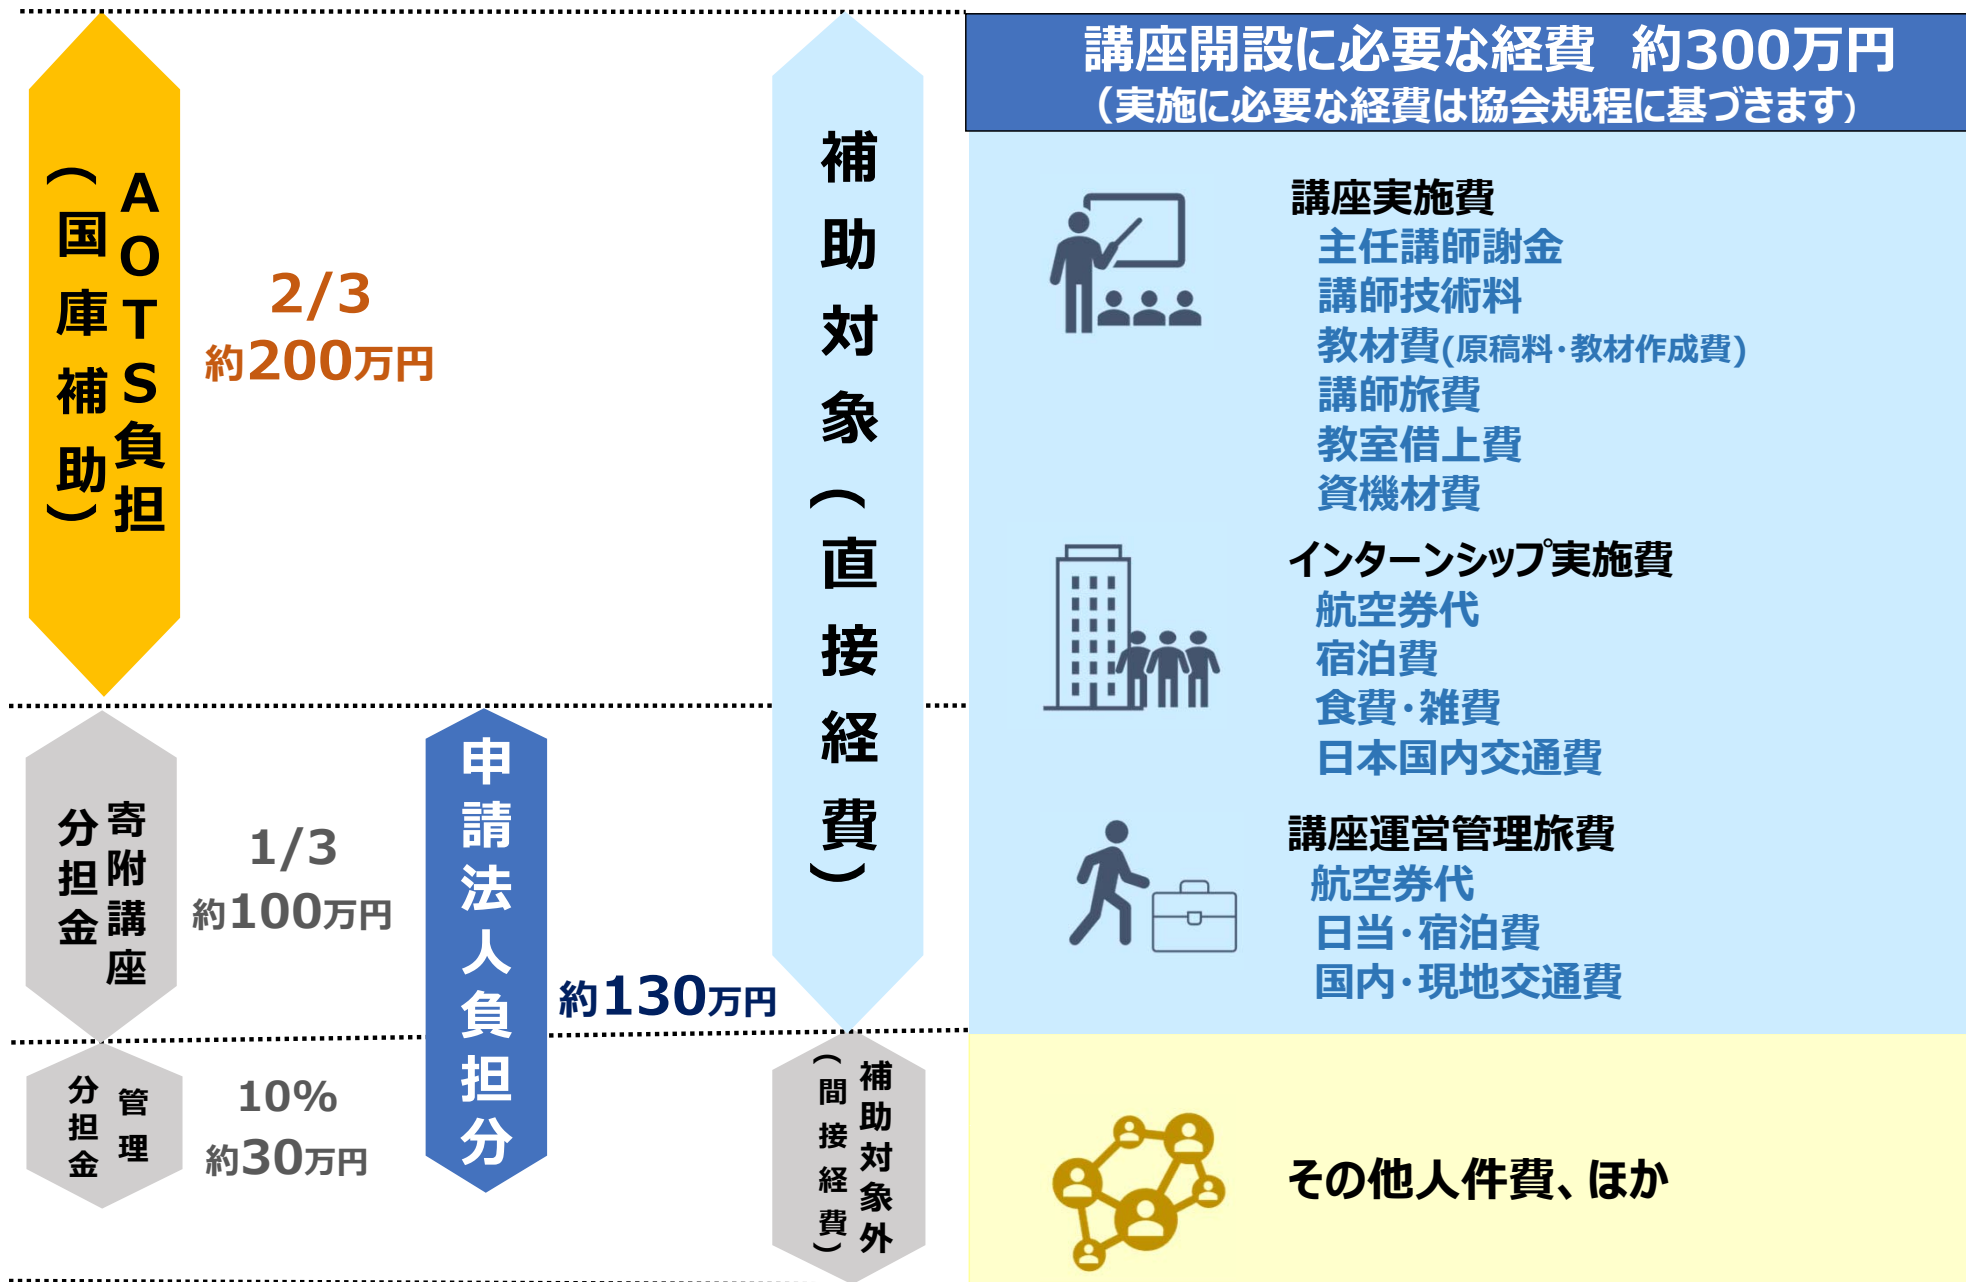 講座開設に必要な経費 約300万円
（実施に必要な経費は協会規程に基づきます）
AOTS負担
（国庫補助）
2/3
約200万円
補助対象（直接経費）
講座実施費
主任講師謝金
講師技術料
教材費(原稿料・教材作成費)
講師旅費
教室借上費
資機材費
インターンシップ実施費
航空券代
宿泊費
食費・雑費
日本国内交通費
講座運営管理旅費
航空券代
日当・宿泊費
国内・現地交通費
寄附講座
分担金
1/3
約100万円
申請法人負担分
約130万円
管理
分担金
10%
約30万円
補助対象外
（間接経費）
その他人件費、ほか